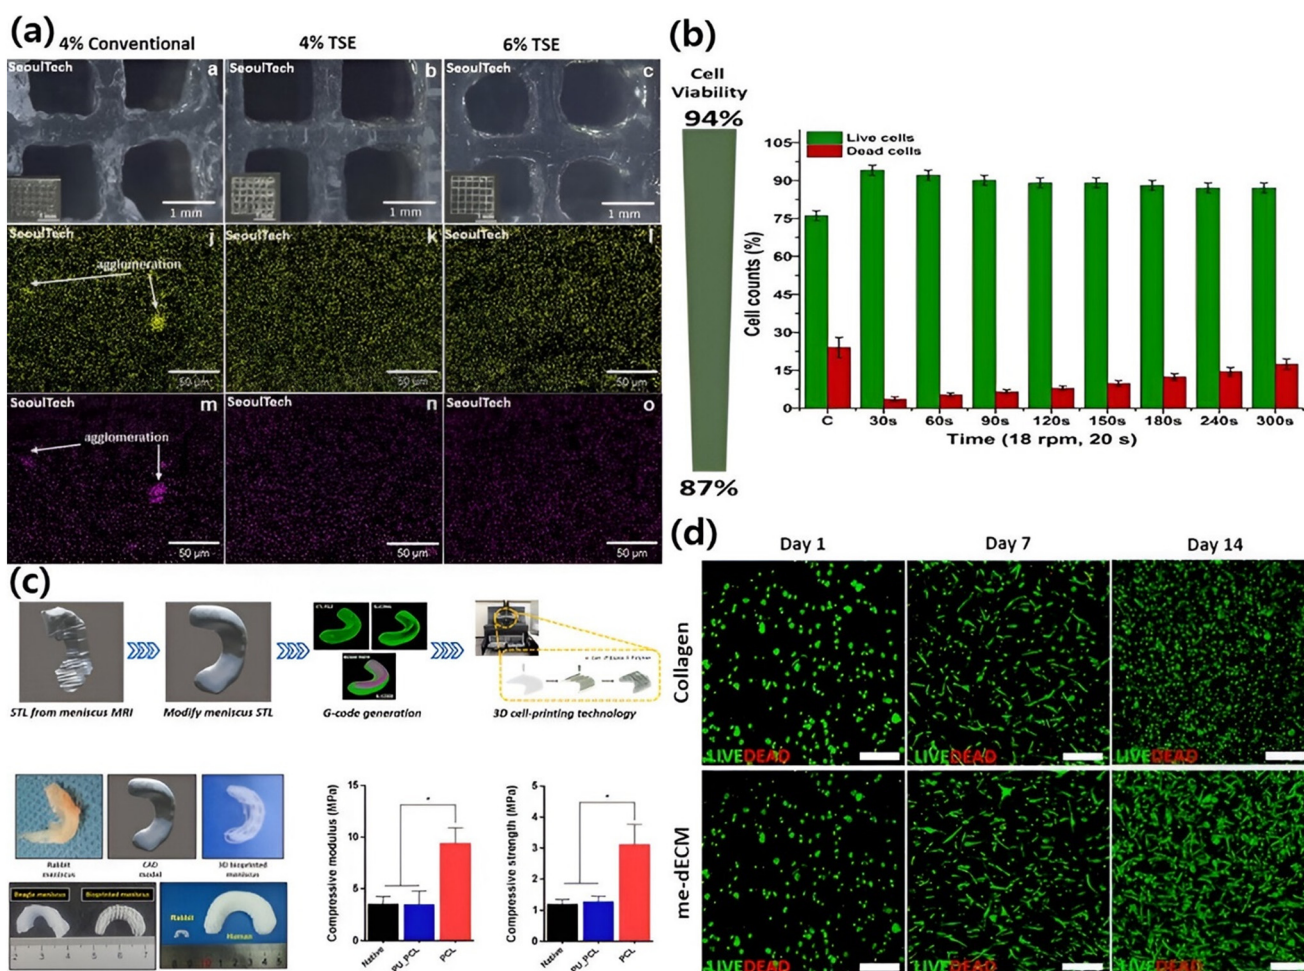 (a)
4% Conventional
4% TSE
6% TSE
SeoulTech
a
SeoulTech
b
SeoulTech
c
1 mm
1 mm
1 mm
SeoulTech
j
SeoulTech
k
SeoulTech
l
agglomeration
50 µm
50 µm
50 µm
SeoulTech
m
SeoulTech
n
SeoulTech
o
agglomeration
50 µm
50 µm
50 µm
(b)
Cell
Viability
94%
87%
Live cells
Dead cells
105
90
75
60
45
30
15
0
Cell counts (%)
C
30s
60s
90s
120s
150s
180s
240s
300s
Time (18 rpm, 20 s)
(c)
STL from meniscus MRI
Modify meniscus STL
G-code generation
3D cell-printing technology
Rabbit
meniscus
CAD
model
3D bioprinted
meniscus
Beagle meniscus
Bioprinted meniscus
2 3 4 5 6 7
Rabbit
Human
Compressive modulus (MPa)
15
10
5
0
*
Native
PU_PCL
PCL
Compressive strength (MPa)
5
4
3
2
1
0
*
Native
PU_PCL
PCL
(d)
Day 1
Day 7
Day 14
Collagen
LIVEDEAD
LIVEDEAD
LIVEDEAD
me-dECM
LIVEDEAD
LIVEDEAD
LIVEDEAD